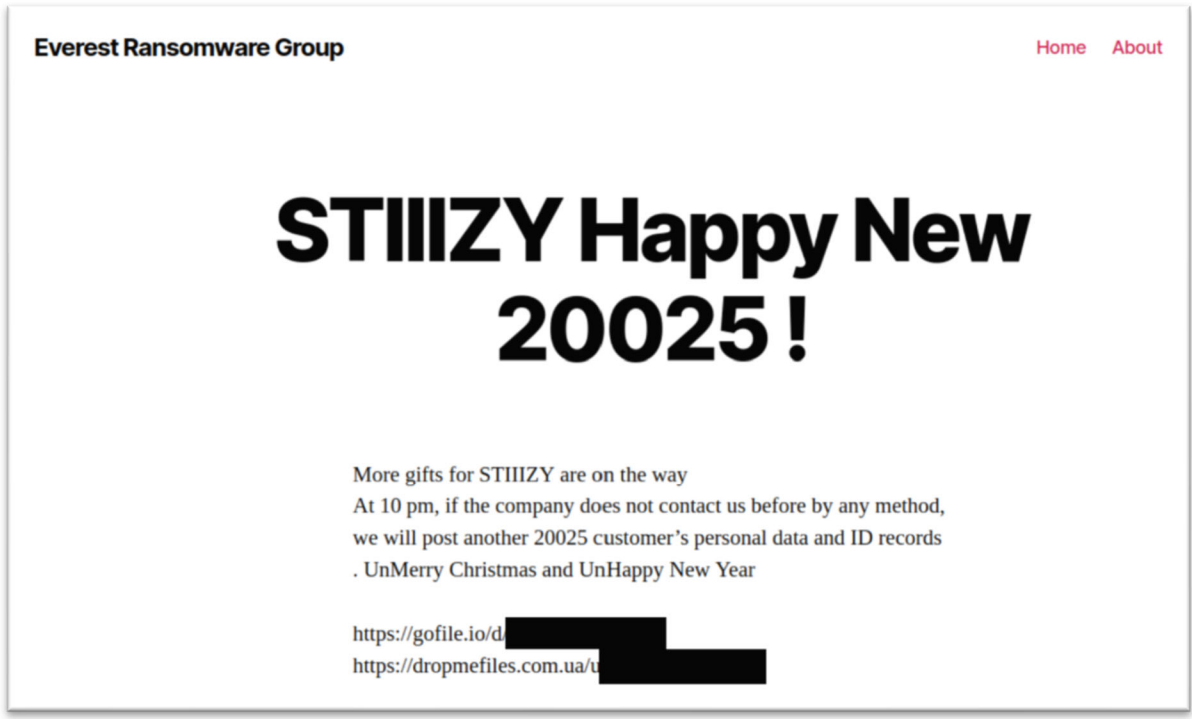 Everest Ransomware Group
Home About
STIIIZY Happy New
20025 !
More gifts for STIIIZY are on the way
At 10 pm, if the company does not contact us before by any method,
we will post another 20025 customer’s personal data and ID records
. UnMerry Christmas and UnHappy New Year
https://gofile.io/d/
https://dropmefiles.com.ua/u